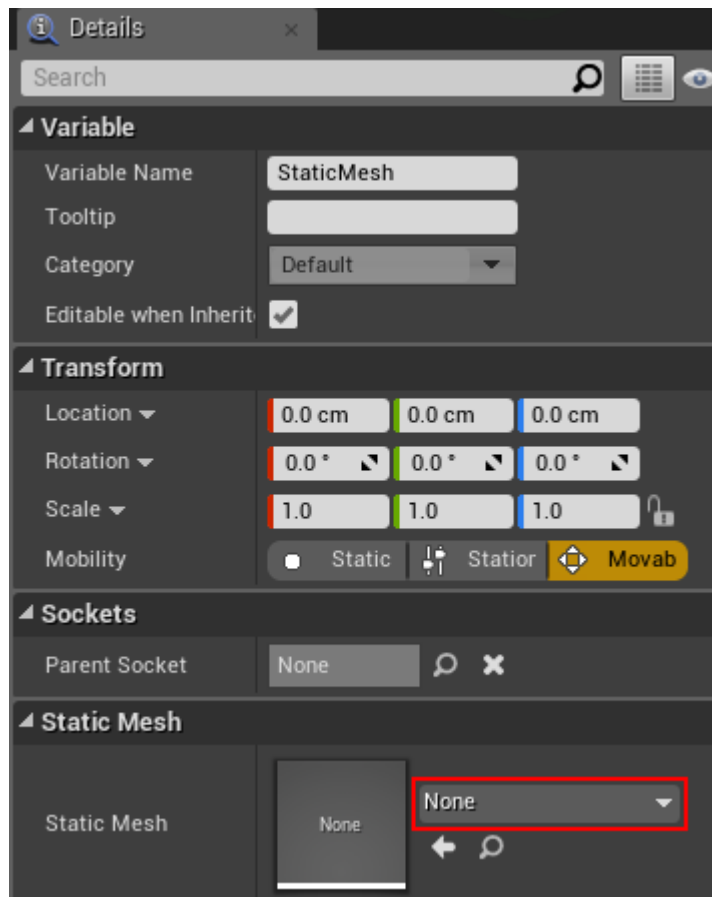 Details
Search
Variable
Variable Name StaticMesh
Tooltip
Category Default
Editable when Inherit
Transform
Location 0.0 cm 0.0 cm 0.0 cm
Rotation 0.0 ° 0.0 ° 0.0 °
Scale 1.0 1.0 1.0
Mobility Static Station Movab
Sockets
Parent Socket None
Static Mesh
None
Static Mesh None